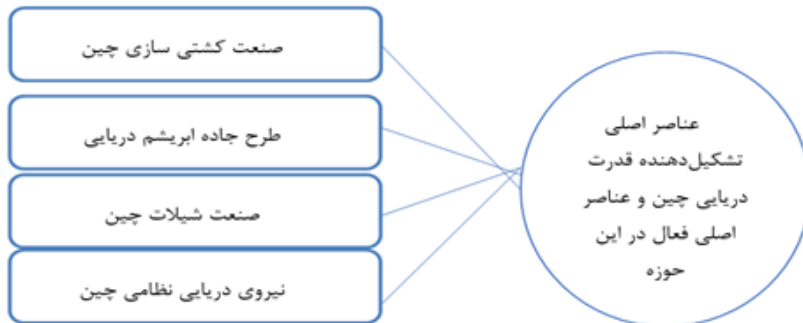 صنعت کشتی سازی چین
طرح جاده ابریشم دریایی
صنعت شیلات چین
نیروی دریایی نظامی چین
عناصر اصلی
تشکیل‌دهنده قدرت
دریایی چین و عناصر
اصلی فعال در این
حوزه